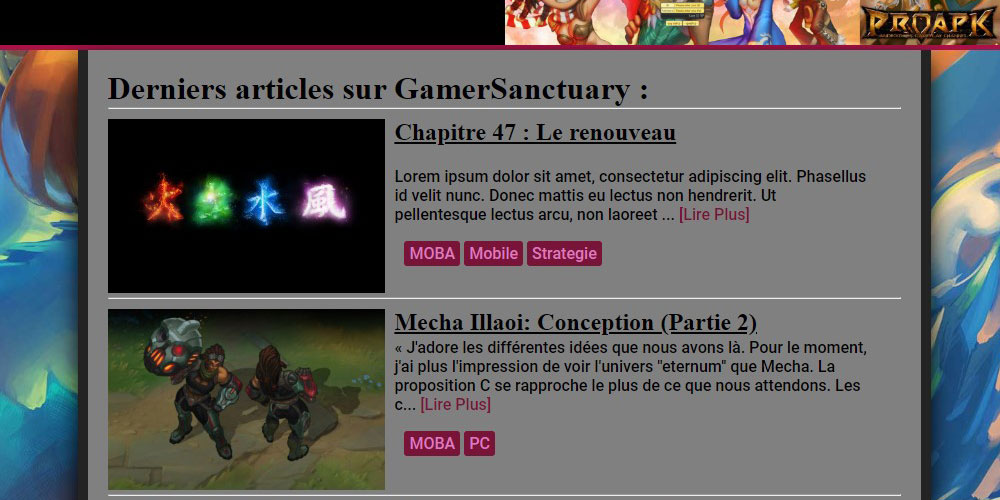 PROAPK
Derniers articles sur GamerSanctuary :
Chapitre 47 : Le renouveau
Lorem ipsum dolor sit amet, consectetur adipiscing elit. Phasellus
id velit nunc. Donec mattis eu lectus non hendrerit. Ut
pellentesque lectus arcu, non laoreet ... [Lire Plus]
火 水 風
MOBA Mobile Strategie
Mecha Illaoi: Conception (Partie 2)
« J'adore les différentes idées que nous avons là. Pour le moment,
j'ai plus l'impression de voir l'univers "eternum" que Mecha. La
proposition C se rapproche le plus de ce que nous attendons. Les
c... [Lire Plus]
MOBA PC